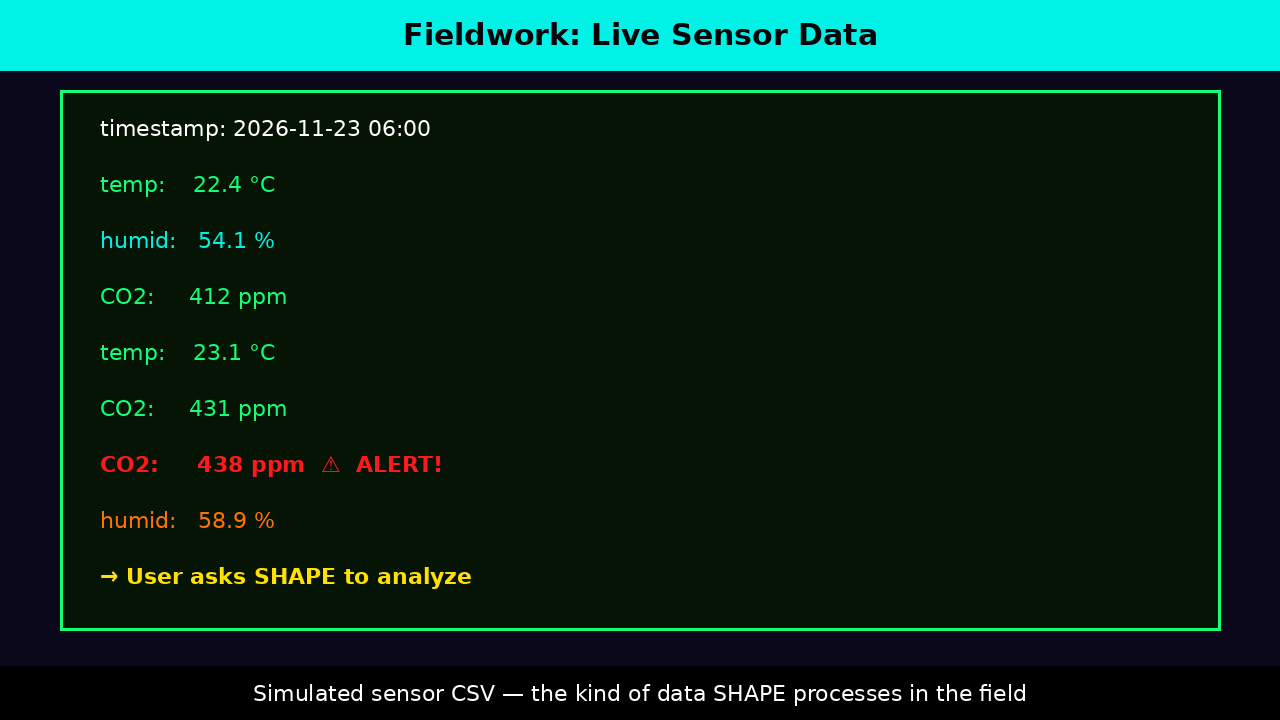 Fieldwork: Live Sensor Data
timestamp: 2026-11-23 06:00
temp: 22.4 °C
humid: 54.1 %
CO2: 412 ppm
temp: 23.1 °C
CO2: 431 ppm
CO2: 438 ppm ⚠ ALERT!
humid: 58.9 %
→ User asks SHAPE to analyze
Simulated sensor CSV — the kind of data SHAPE processes in the field